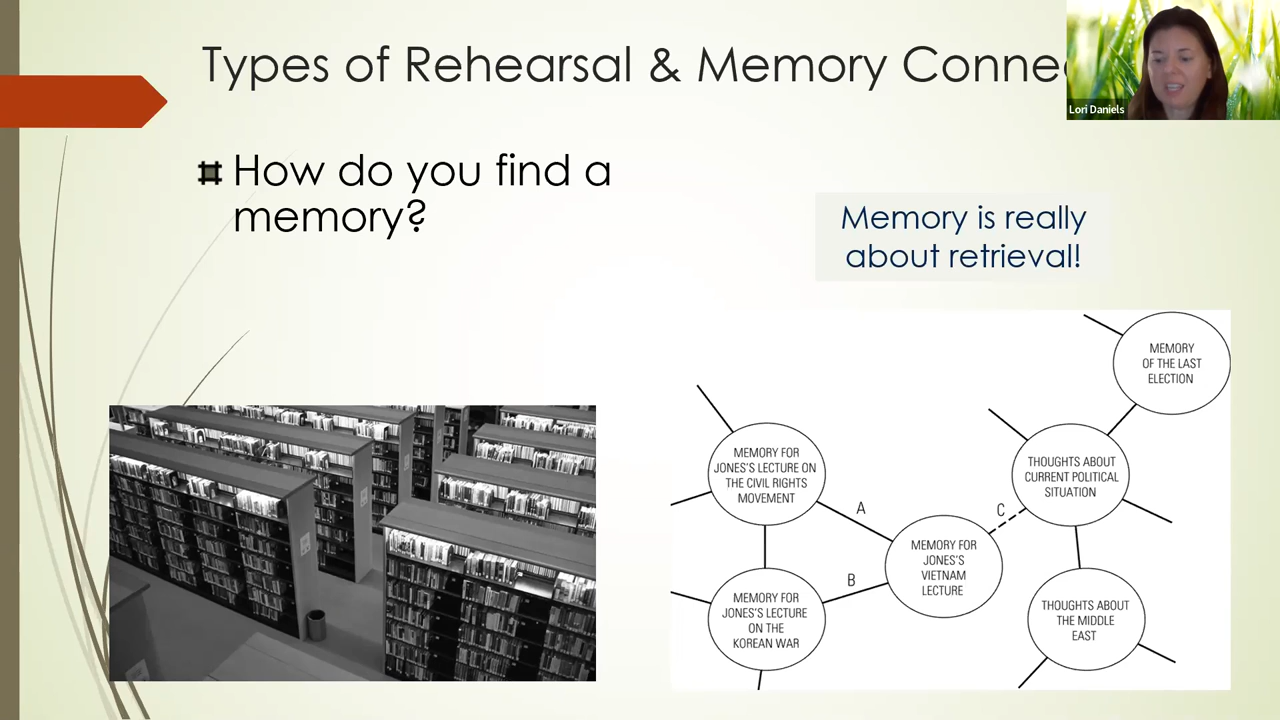 Types of Rehearsal & Memory Connec
Lori Daniels
How do you find a
memory?
Memory is really
about retrieval!
MEMORY
OF THE LAST
ELECTION
MEMORY FOR
JONES'S LECTURE ON
THE CIVIL RIGHTS
MOVEMENT
THOUGHTS ABOUT
CURRENT POLITICAL
SITUATION
A
C
MEMORY FOR
JONES'S
VIETNAM
LECTURE
B
MEMORY FOR
JONES'S LECTURE
ON THE
KOREAN WAR
THOUGHTS ABOUT
THE MIDDLE
EAST